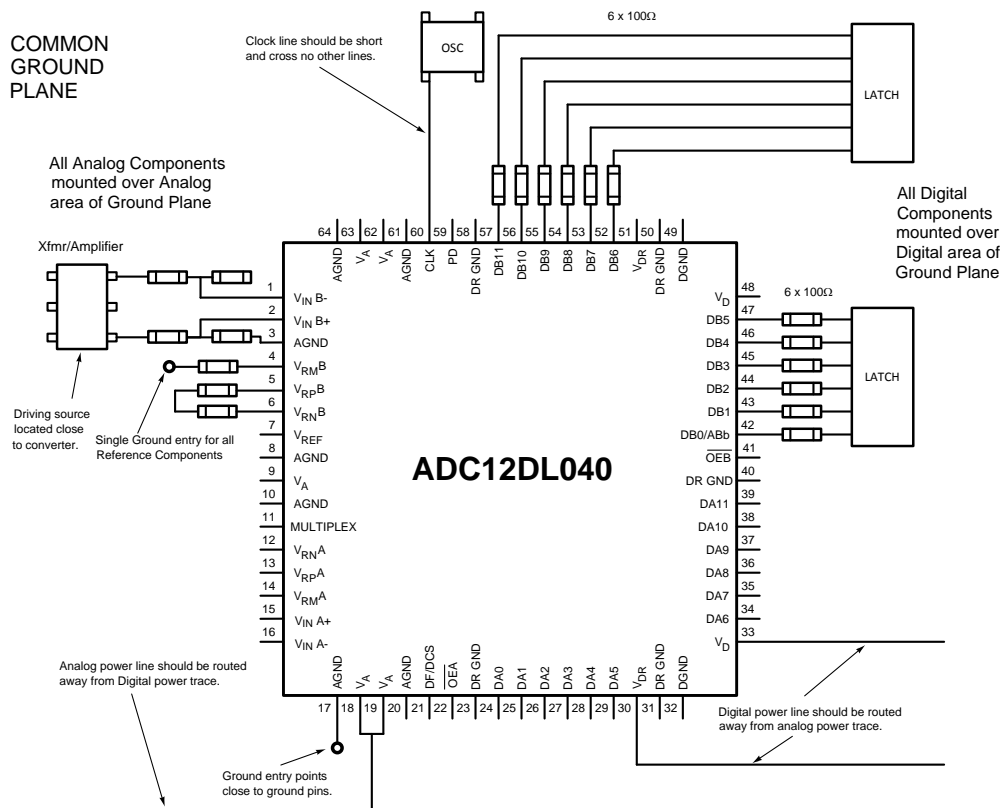 COMMON
GROUND
PLANE
Clock line should be short
and cross no other lines.
OSC
6 x 100Ω
LATCH
All Analog Components
mounted over Analog
area of Ground Plane
All Digital
Components
mounted over
Digital area of
Ground Plane
Xfmr/Amplifier
Driving source
located close
to converter.
Single Ground entry for all
Reference Components
64
63
62
61
60
59
58
57
56
55
54
53
52
51
50
49
AGND
VA
VA
AGND
CLK
PD
DR GND
DB11
DB10
DB9
DB8
DB7
DB6
VDR
DR GND
DGND
1
VIN B-
2
VIN B+
3
AGND
4
VRMB
5
VRPB
6
VRNB
7
VREF
8
AGND
9
VA
10
AGND
11
MULTIPLEX
12
VRNA
13
VRPA
14
VRMA
15
VIN A+
16
VIN A-
ADC12DL040
6 x 100Ω
LATCH
VD
48
DB5
47
DB4
46
DB3
45
DB2
44
DB1
43
DB0/ABb
42
OEB
41
DR GND
40
DA11
39
DA10
38
DA9
37
DA8
36
DA7
35
DA6
34
VD
33
AGND
VA
VA
AGND
DF/DCS
OEA
DR GND
DA0
DA1
DA2
DA3
DA4
DA5
VDR
DR GND
DGND
17
18
19
20
21
22
23
24
25
26
27
28
29
30
31
32
Analog power line should be routed
away from Digital power trace.
Ground entry points
close to ground pins.
Digital power line should be routed
away from analog power trace.